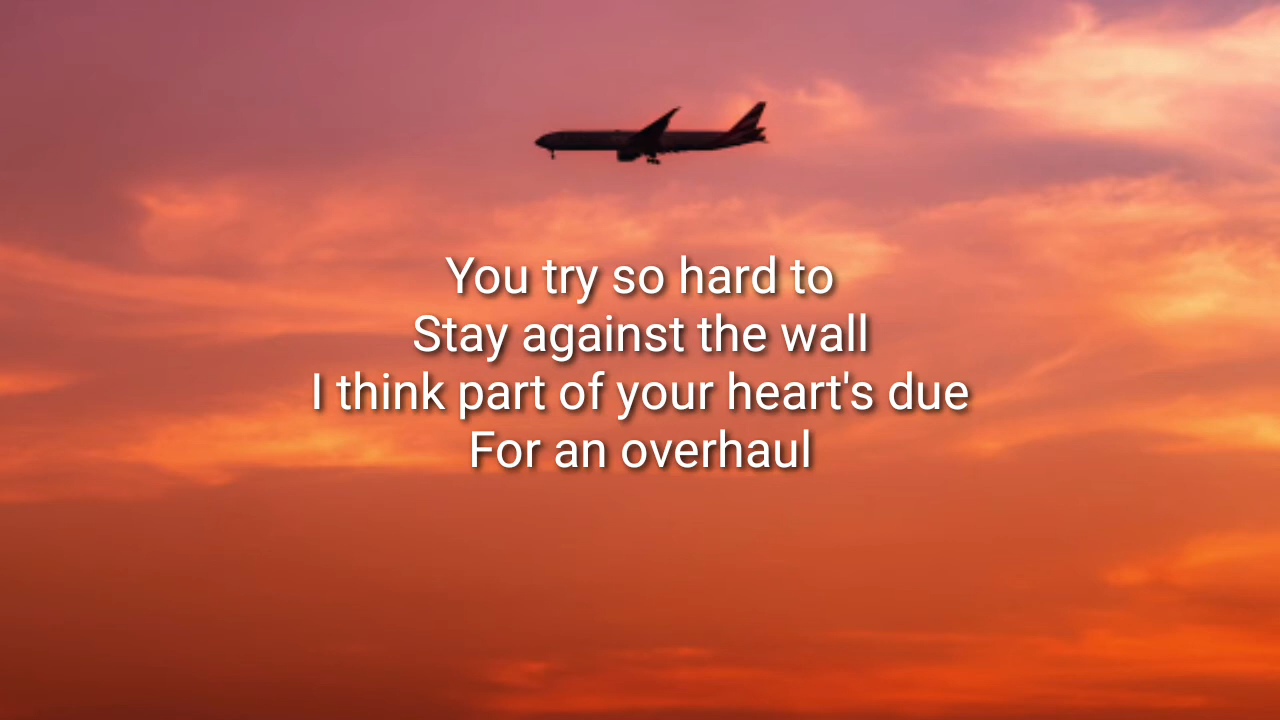 You try so hard to
Stay against the wall
I think part of your heart's due
For an overhaul